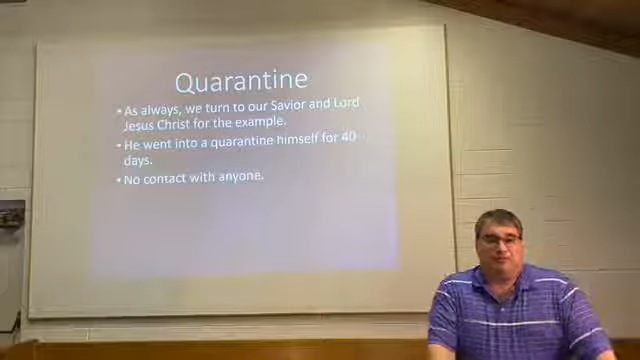 Quarantine
• As always, we turn to our Savior and Lord
Jesus Christ for the example.
• He went into a quarantine himself for 40
days.
• No contact with anyone.